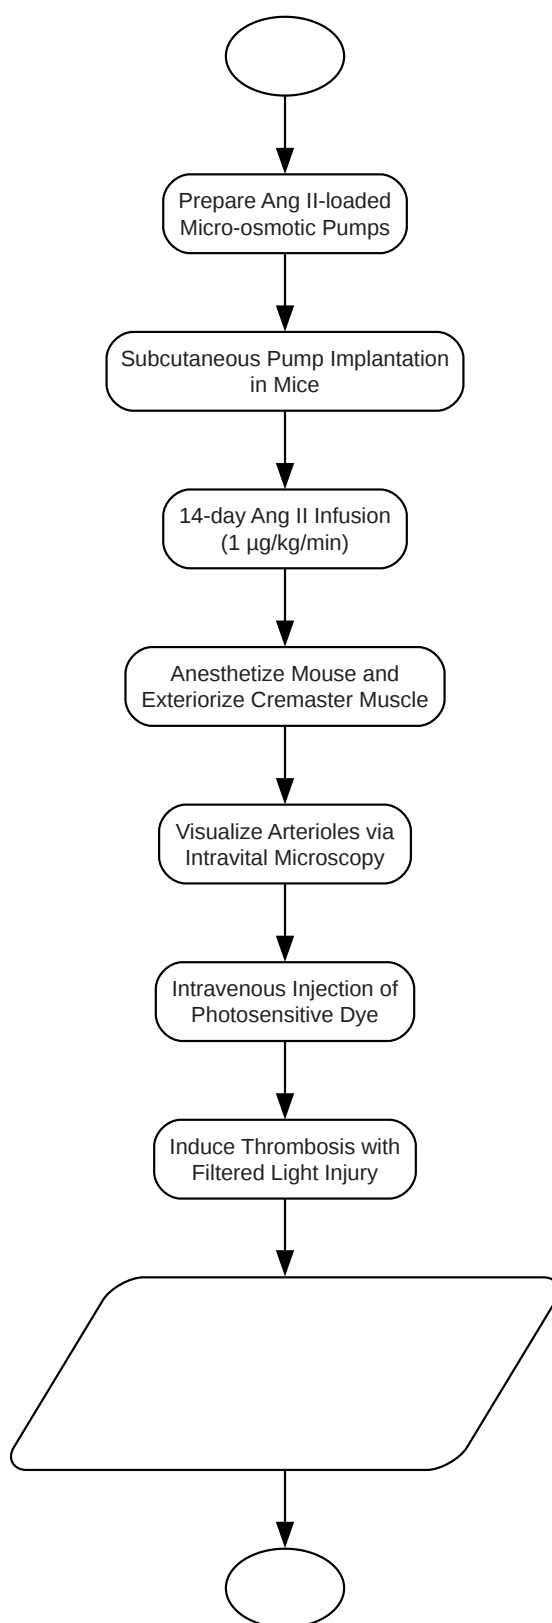 Prepare Ang II-loaded
Micro-osmotic Pumps
Subcutaneous Pump Implantation
in Mice
14-day Ang II Infusion
(1 µg/kg/min)
Anesthetize Mouse and
Exteriorize Cremaster Muscle
Visualize Arterioles via
Intravital Microscopy
Intravenous Injection of
Photosensitive Dye
Induce Thrombosis with
Filtered Light Injury